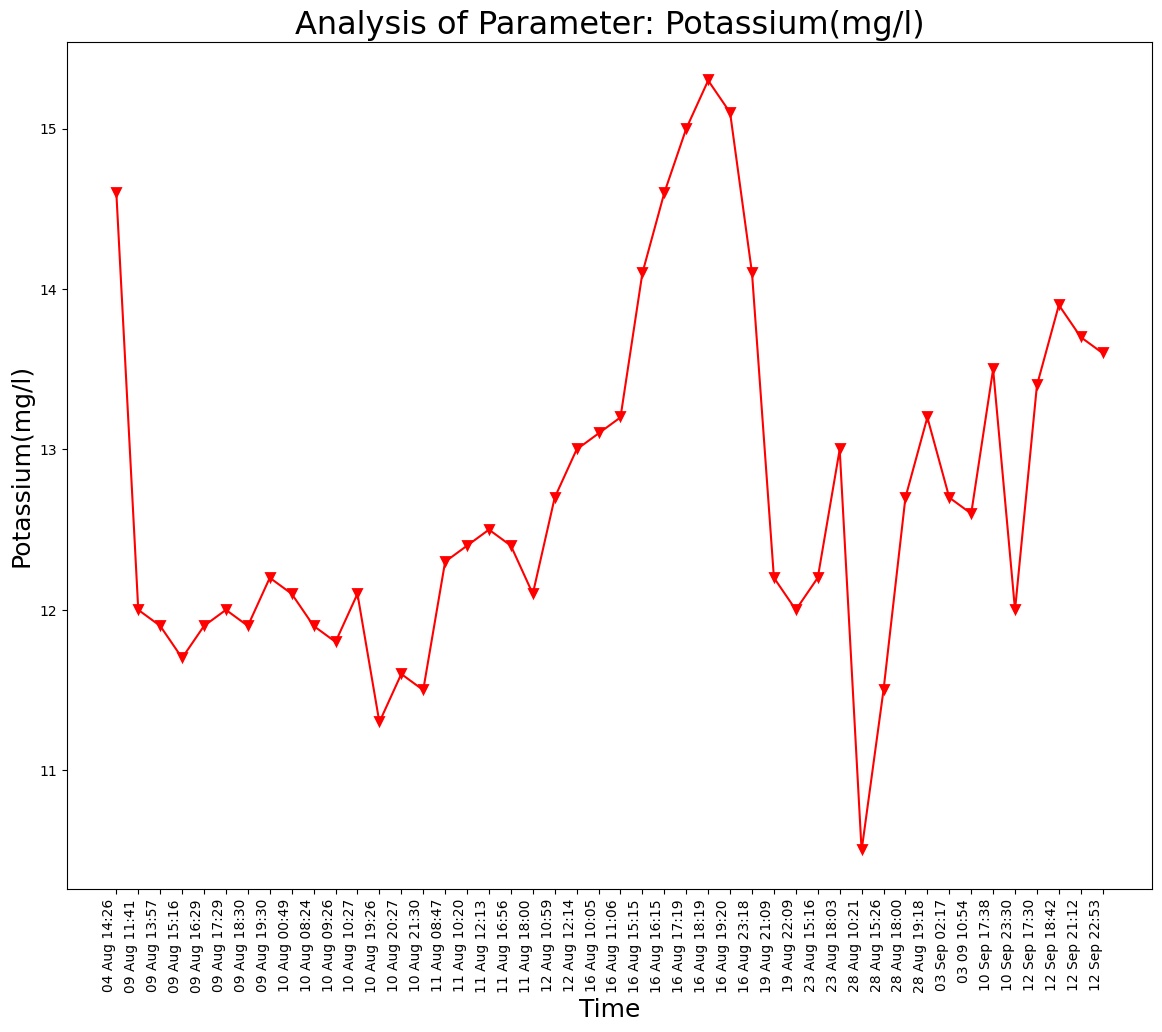 Analysis of Parameter: Potassium(mg/l)
Potassium(mg/l)
15
14
13
12
11
04 Aug 14:26
09 Aug 11:41
09 Aug 13:57
09 Aug 15:16
09 Aug 16:29
09 Aug 17:29
09 Aug 18:30
09 Aug 19:30
10 Aug 00:49
10 Aug 08:24
10 Aug 09:26
10 Aug 10:27
10 Aug 19:26
10 Aug 20:27
10 Aug 21:30
11 Aug 08:47
11 Aug 10:20
11 Aug 12:13
11 Aug 16:56
11 Aug 18:00
12 Aug 10:59
12 Aug 12:14
16 Aug 10:05
16 Aug 11:06
16 Aug 15:15
16 Aug 16:15
16 Aug 17:19
16 Aug 18:19
16 Aug 19:20
16 Aug 23:18
19 Aug 21:09
19 Aug 22:09
23 Aug 15:16
23 Aug 18:03
28 Aug 10:21
28 Aug 15:26
28 Aug 18:00
28 Aug 19:18
03 Sep 02:17
03 09 10:54
10 Sep 17:38
10 Sep 23:30
12 Sep 17:30
12 Sep 18:42
12 Sep 21:12
12 Sep 22:53
Time